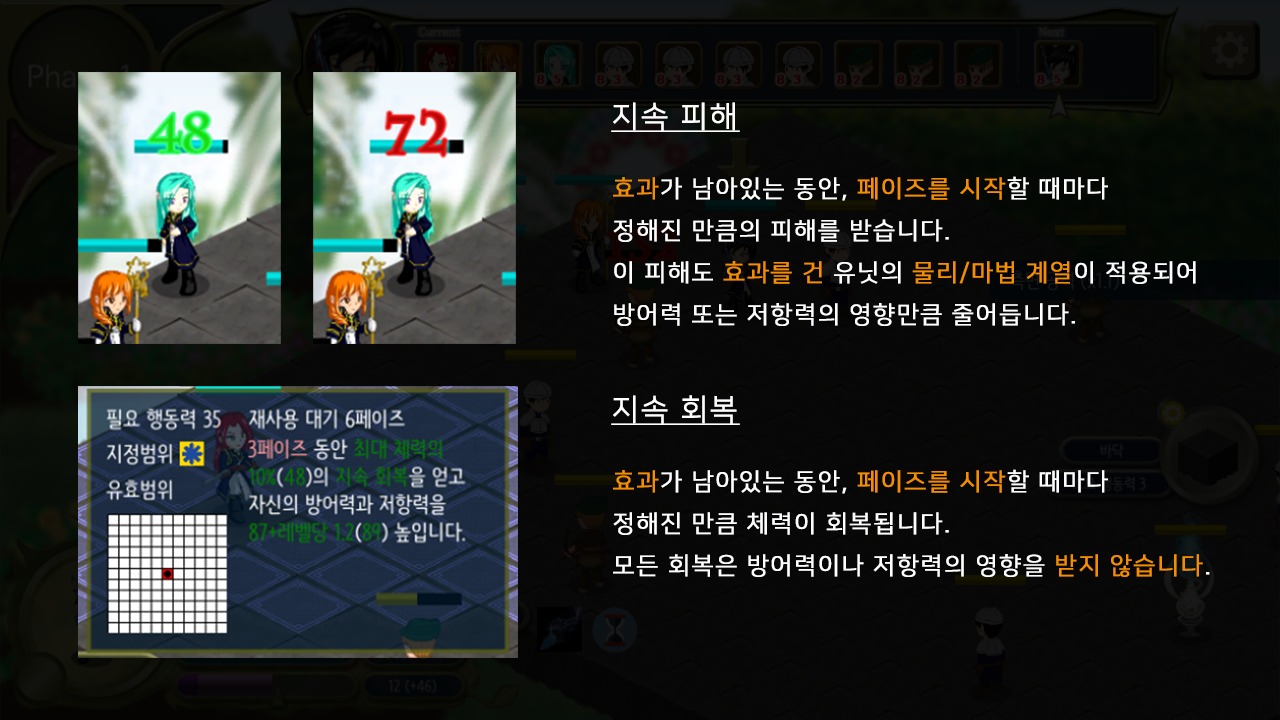 Current
Next
48
72
지속 피해
효과가 남아있는 동안, 페이즈를 시작할 때마다
정해진 만큼의 피해를 받습니다.
이 피해도 효과를 건 유닛의 물리/마법 계열이 적용되어
방어력 또는 저항력의 영향만큼 줄어듭니다.
필요 행동력 35
지정범위
유효범위
재사용 대기 6페이즈
3페이즈 동안 최대 체력의
10%(48)의 지속 회복을 얻고
자신의 방어력과 저항력을
87+레벨당 1.2(89) 높입니다.
지속 회복
효과가 남아있는 동안, 페이즈를 시작할 때마다
정해진 만큼 체력이 회복됩니다.
모든 회복은 방어력이나 저항력의 영향을 받지 않습니다.
바닥
12 (+46)